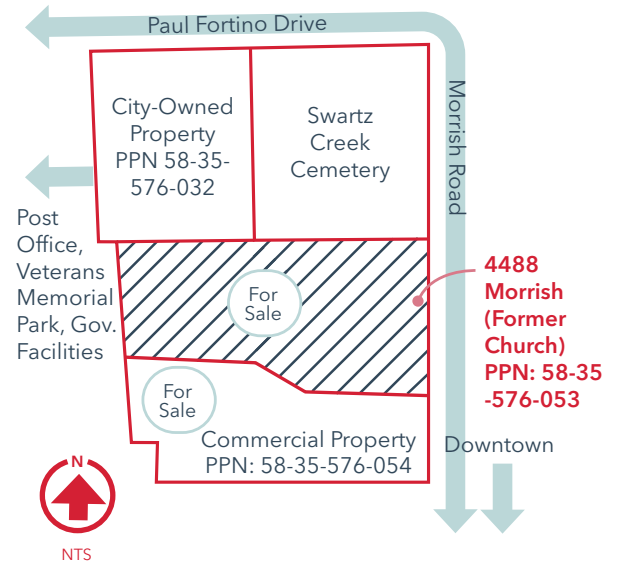 Paul Fortino Drive
City-Owned
Property
PPN 58-35-
576-032
Swartz
Creek
Cemetery
Morrish Road
Post
Office,
Veterans
Memorial
Park, Gov.
Facilities
For
Sale
4488
Morrish
(Former
Church)
PPN: 58-35
-576-053
For
Sale
Commercial Property
PPN: 58-35-576-054
Downtown
N
NTS